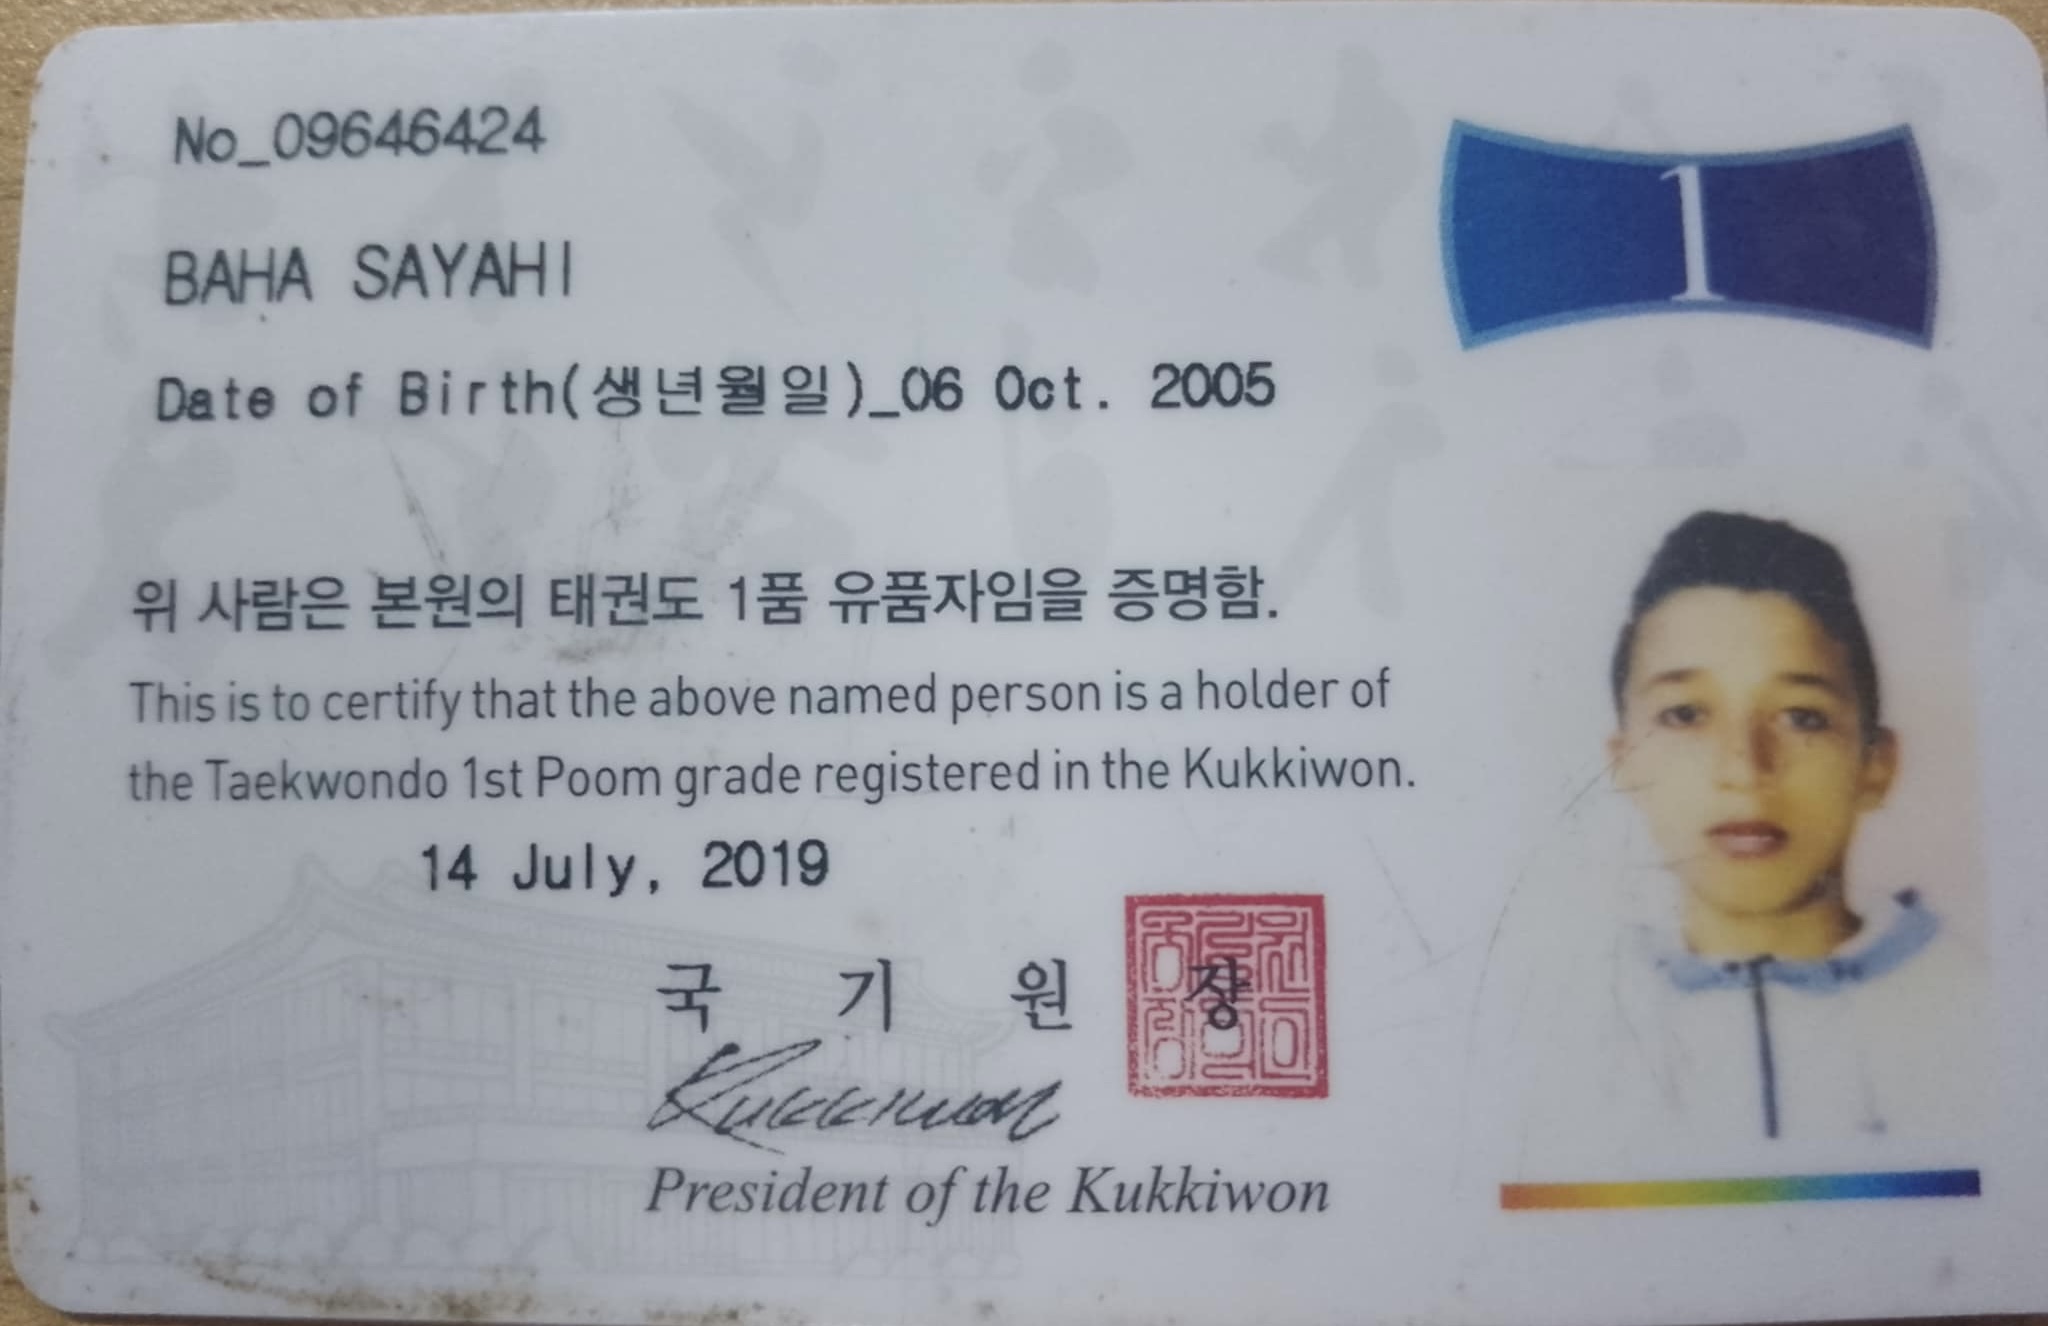 No_09646424
1
BAHA SAYAHI
Date of Birth(생년월일)_06 Oct. 2005
위 사람은 본원의 태권도 1품 유품자임을 증명함.
This is to certify that the above named person is a holder of
the Taekwondo 1st Poom grade registered in the Kukkiwon.
14 July, 2019
국 기 원 장
Kukkiwon
President of the Kukkiwon